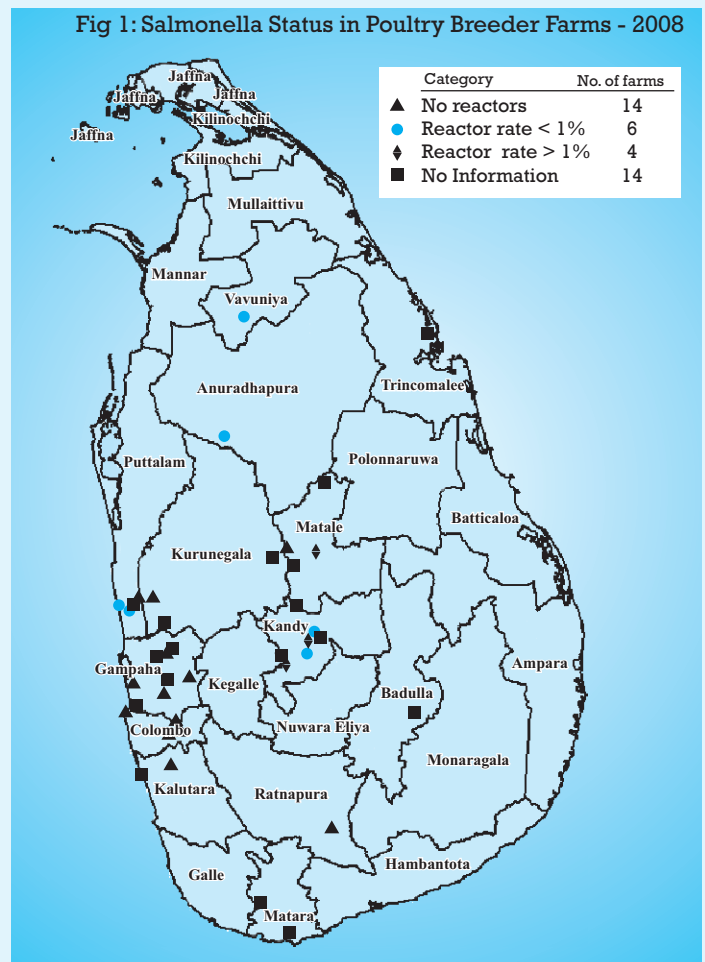 Fig 1: Salmonella Status in Poultry Breeder Farms - 2008
Category No. of farms
No reactors 14
Reactor rate < 1% 6
Reactor rate > 1% 4
No Information 14
Jaffna
Jaffna
Jaffna
Jaffna
Kilinochchi
Kilinochchi
Mullaittivu
Mannar
Vavuniya
Anuradhapura
Trincomalee
Puttalam
Polonnaruwa
Batticaloa
Matale
Kurunegala
Kandy
Gampaha
Kegalle
Ampara
Badulla
Colombo
Nuwara Eliya
Monaragala
Kalutara
Ratnapura
Hambantota
Galle
Matara